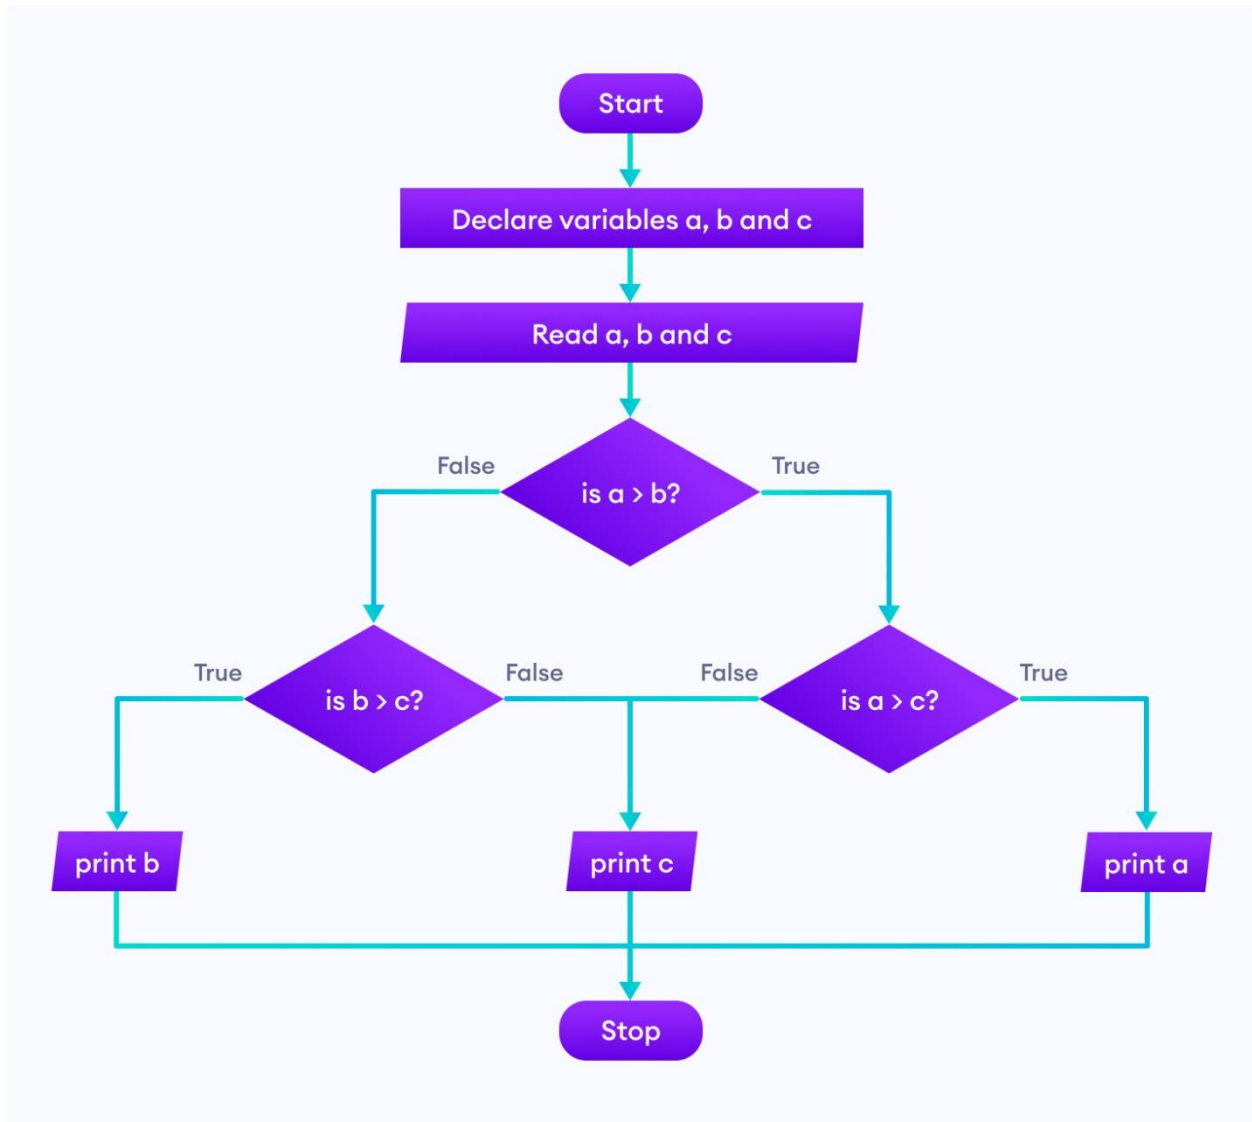 Start
Declare variables a, b and c
Read a, b and c
False
True
is a > b?
True
False
False
True
is b > c?
is a > c?
print b
print c
print a
Stop